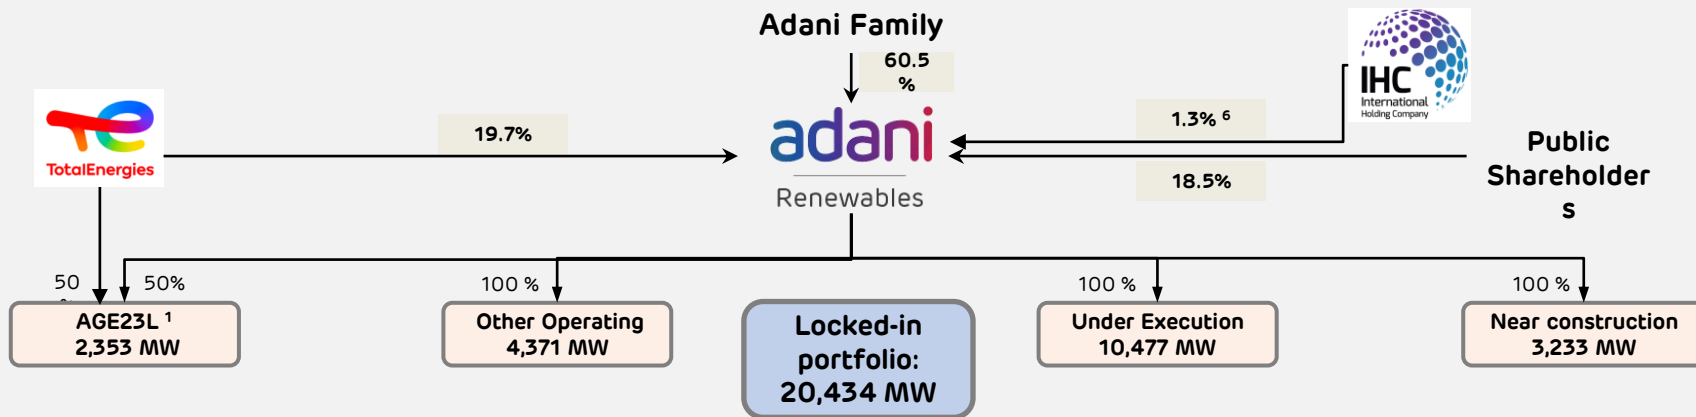 Adani Family
60.5
%
IHC
International
Holding Company
TotalEnergies
19.7%
adani
Renewables
1.3% 6
18.5%
Public
Shareholder
s
50
50%
100 %
100 %
100 %
AGE23L 1
2,353 MW
Other Operating
4,371 MW
Locked-in
portfolio:
20,434 MW
Under Execution
10,477 MW
Near construction
3,233 MW